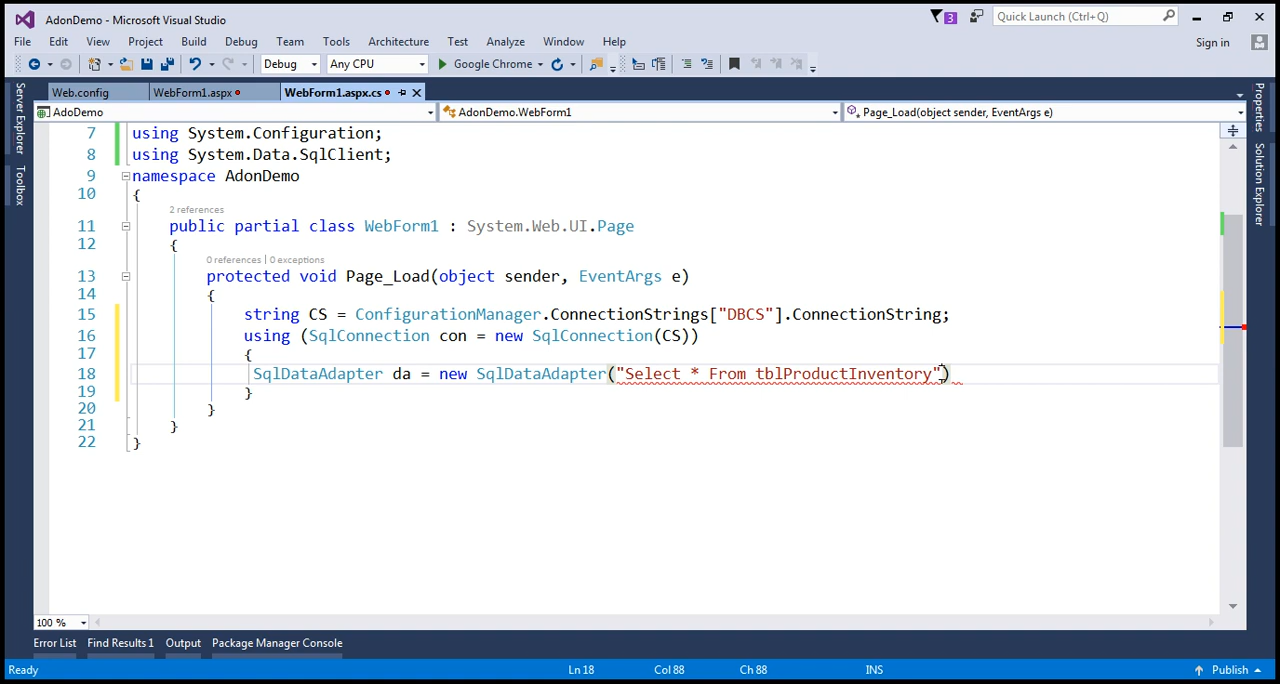 AdonDemo - Microsoft Visual Studio
3
Quick Launch (Ctrl+Q)
File Edit View Project Build Debug Team Tools Architecture Test Analyze Window Help
Sign in
Debug Any CPU Google Chrome
Web.config WebForm1.aspx WebForm1.aspx.cs
AdoDemo AdonDemo.WebForm1 Page_Load(object sender, EventArgs e)
Server Explorer
Toolbox
Properties
Solution Explorer
7 using System.Configuration;
8 using System.Data.SqlClient;
9 namespace AdonDemo
10 {
2 references
11 public partial class WebForm1 : System.Web.UI.Page
12 {
0 references | 0 exceptions
13 protected void Page_Load(object sender, EventArgs e)
14 {
15 string CS = ConfigurationManager.ConnectionStrings["DBCS"].ConnectionString;
16 using (SqlConnection con = new SqlConnection(CS))
17 {
18 SqlDataAdapter da = new SqlDataAdapter("Select * From tblProductInventory")
19 }
20 }
21 }
22 }
100 %
Error List Find Results 1 Output Package Manager Console
Ready Ln 18 Col 88 Ch 88 INS Publish